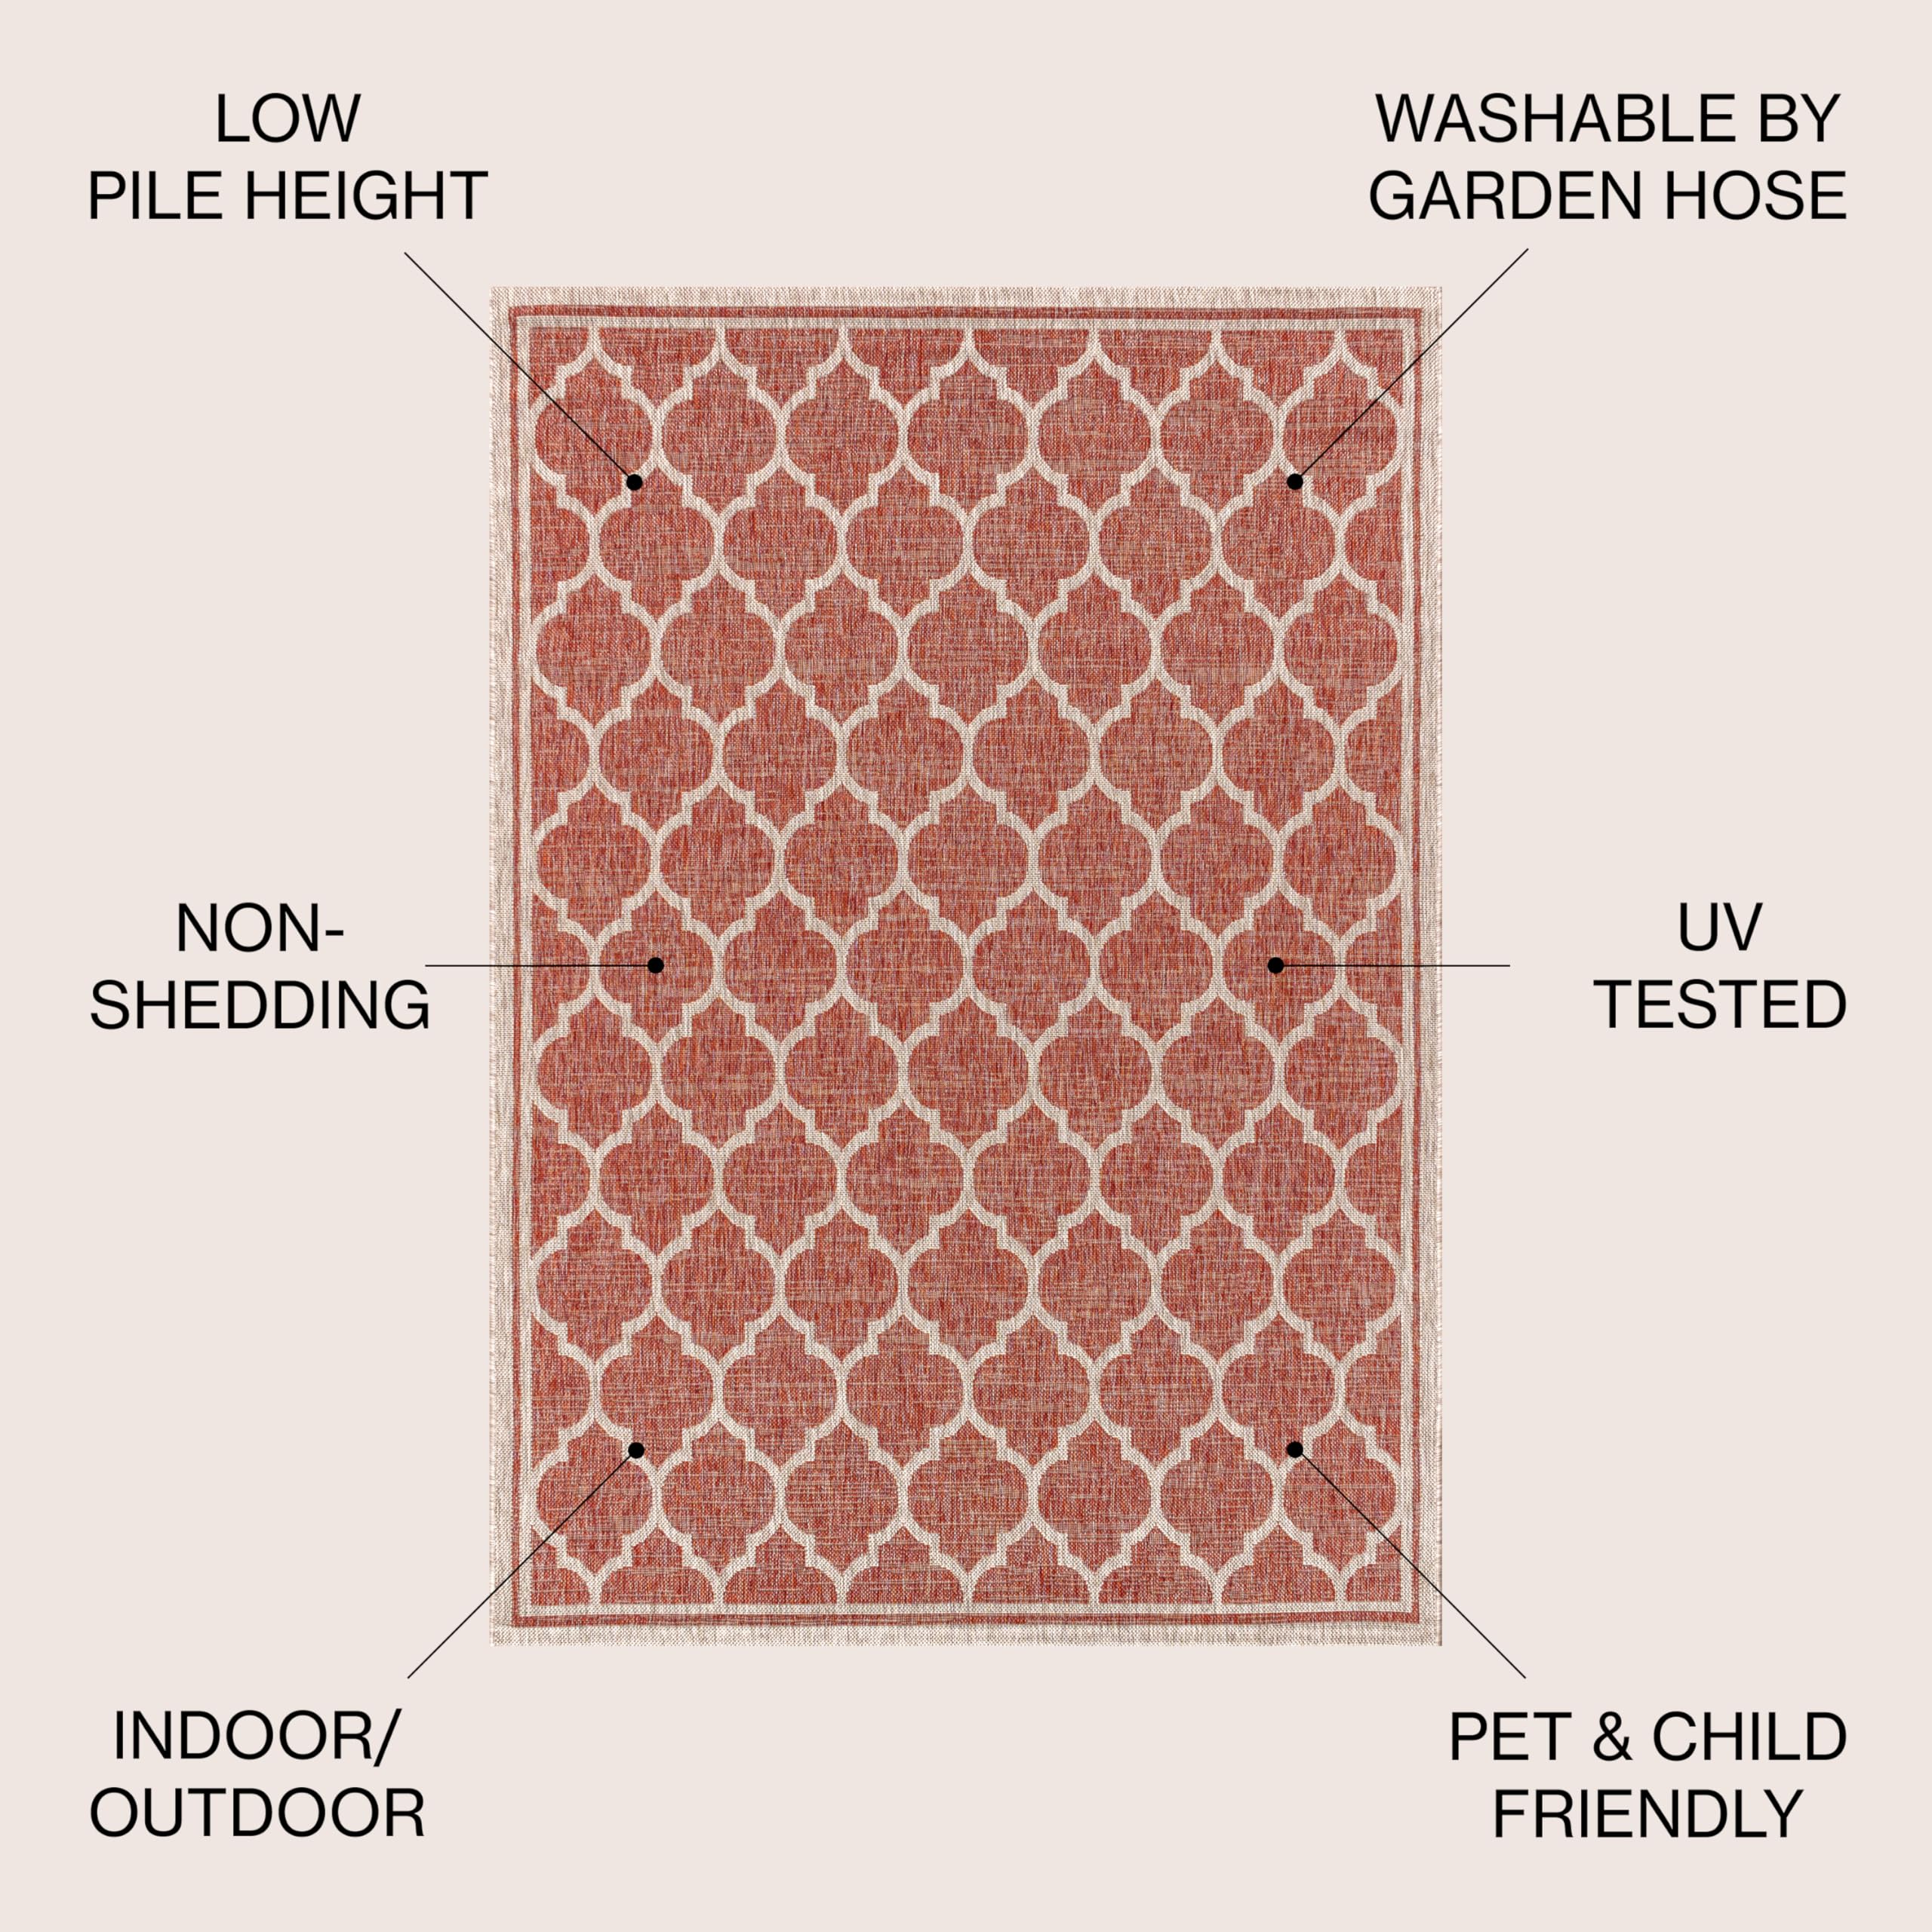 LOW
PILE HEIGHT
WASHABLE BY
GARDEN HOSE
NON-
SHEDDING
UV
TESTED
INDOOR/
OUTDOOR
PET & CHILD
FRIENDLY